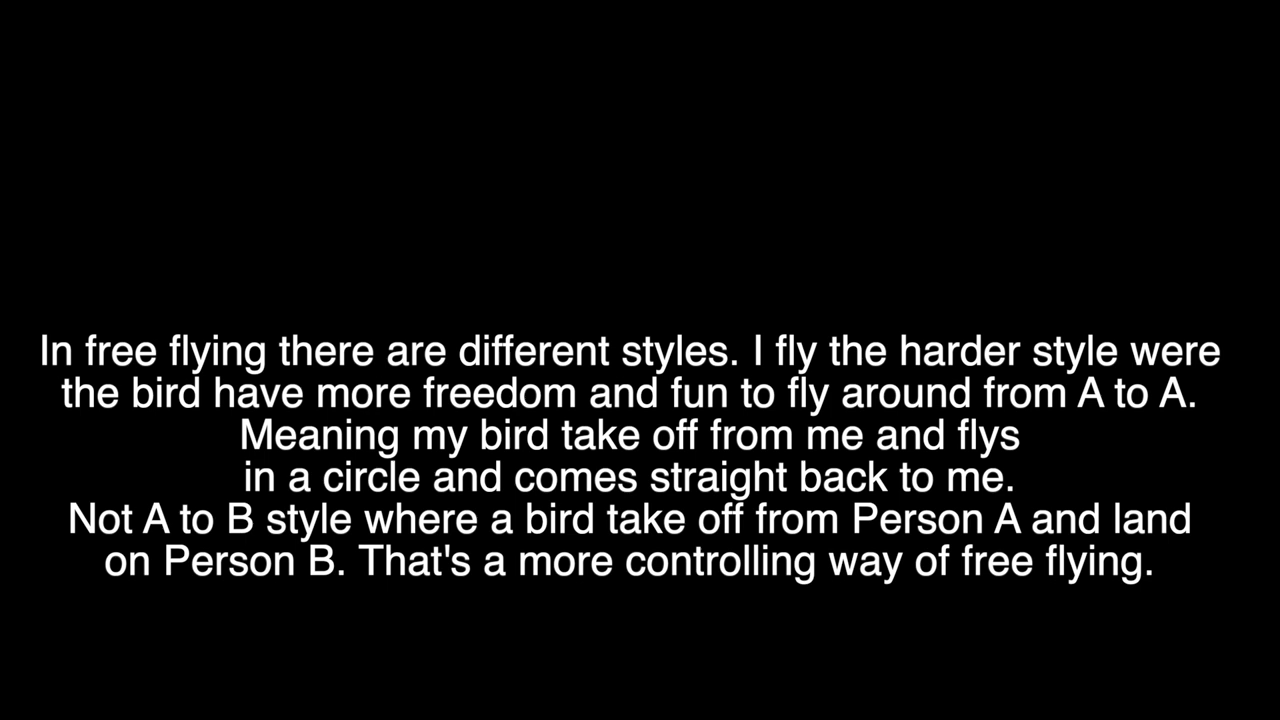 In free flying there are different styles. I fly the harder style were
the bird have more freedom and fun to fly around from A to A.
Meaning my bird take off from me and flys
in a circle and comes straight back to me.
Not A to B style where a bird take off from Person A and land
on Person B. That's a more controlling way of free flying.